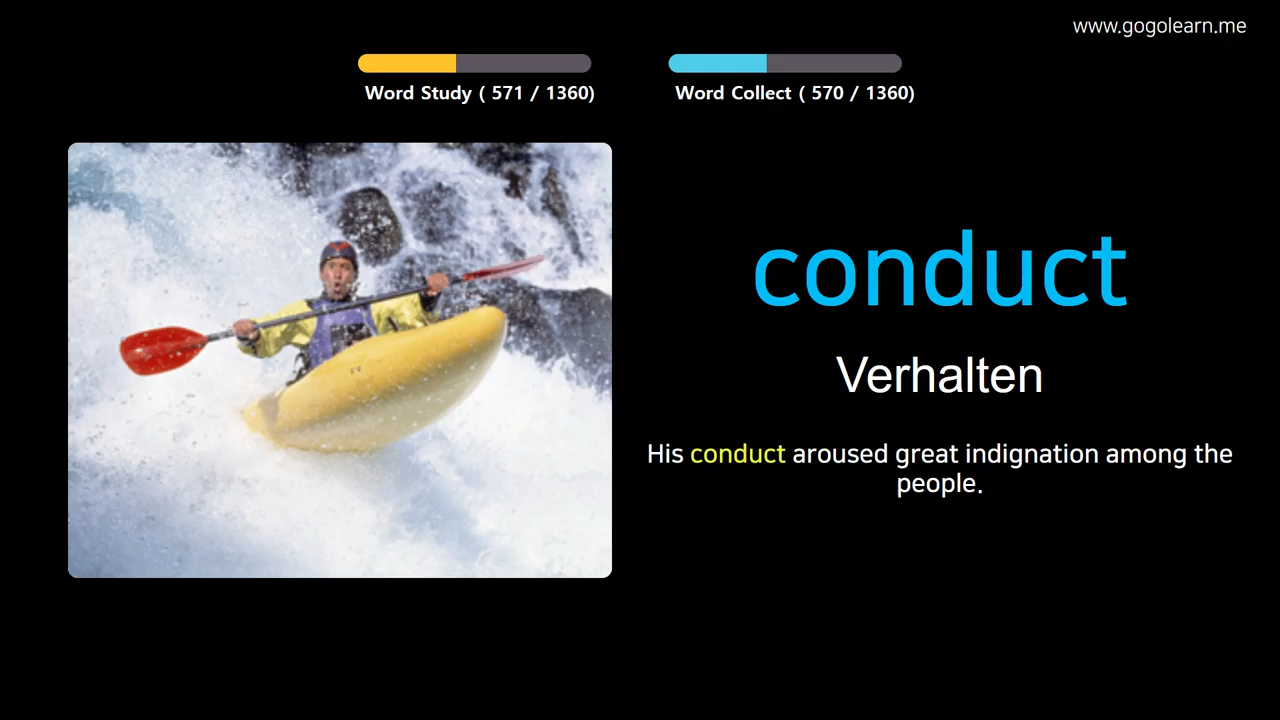 www.gogolearn.me
Word Study ( 571 / 1360)
Word Collect ( 570 / 1360)
conduct
Verhalten
His conduct aroused great indignation among the
people.